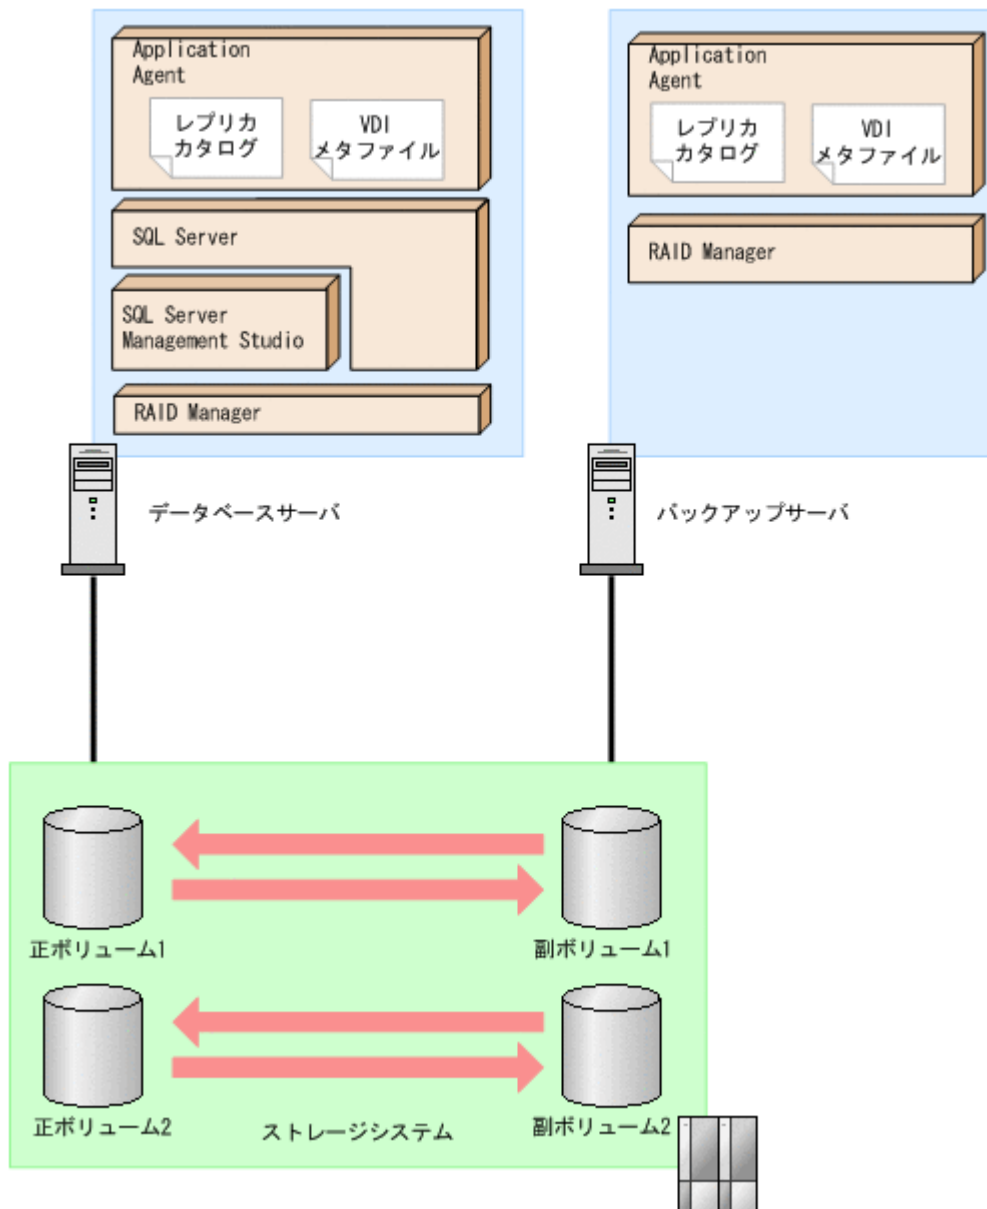 Application
Agent
レプリカ
カタログ
VDI
メタファイル
SQL Server
SQL Server
Management Studio
RAID Manager
データベースサーバ
Application
Agent
レプリカ
カタログ
VDI
メタファイル
RAID Manager
バックアップサーバ
正ボリューム1
副ボリューム1
正ボリューム2
ストレージシステム
副ボリューム2